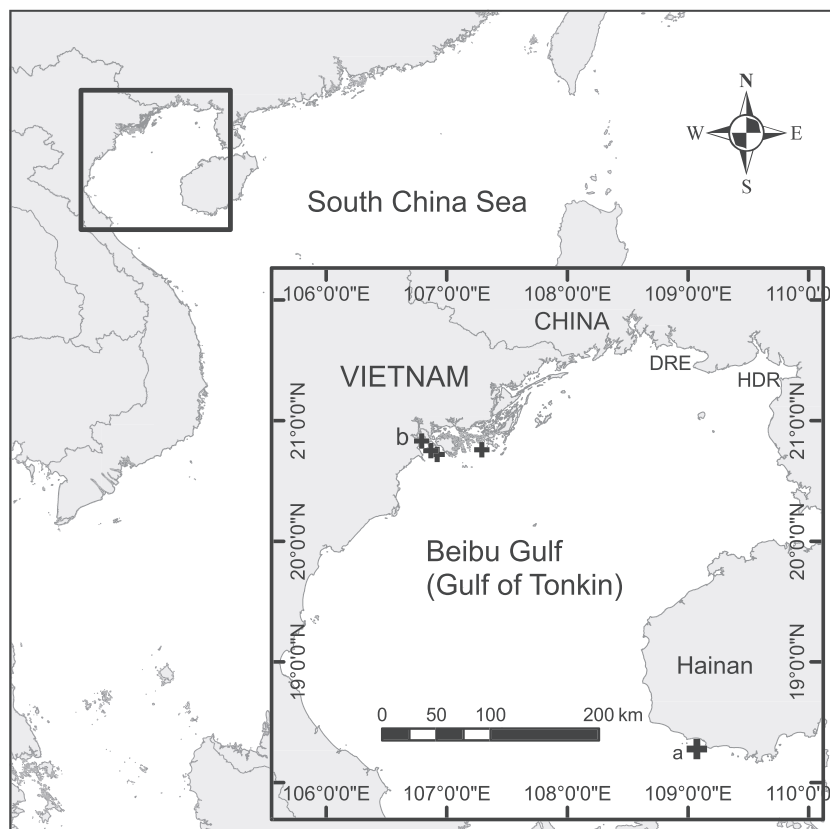 N
W E
S
South China Sea
106°0'0"E 107°0'0"E 108°0'0"E 109°0'0"E 110°0'
CHINA
DRE
VIETNAM
HDR
21°0'0"N 21°0'0"N
b
20°0'0"N 20°0'0"N
Beibu Gulf
(Gulf of Tonkin)
19°0'0"N 19°0'0"N
Hainan
0 50 100 200 km
a
106°0'0"E 107°0'0"E 108°0'0"E 109°0'0"E 110°0'